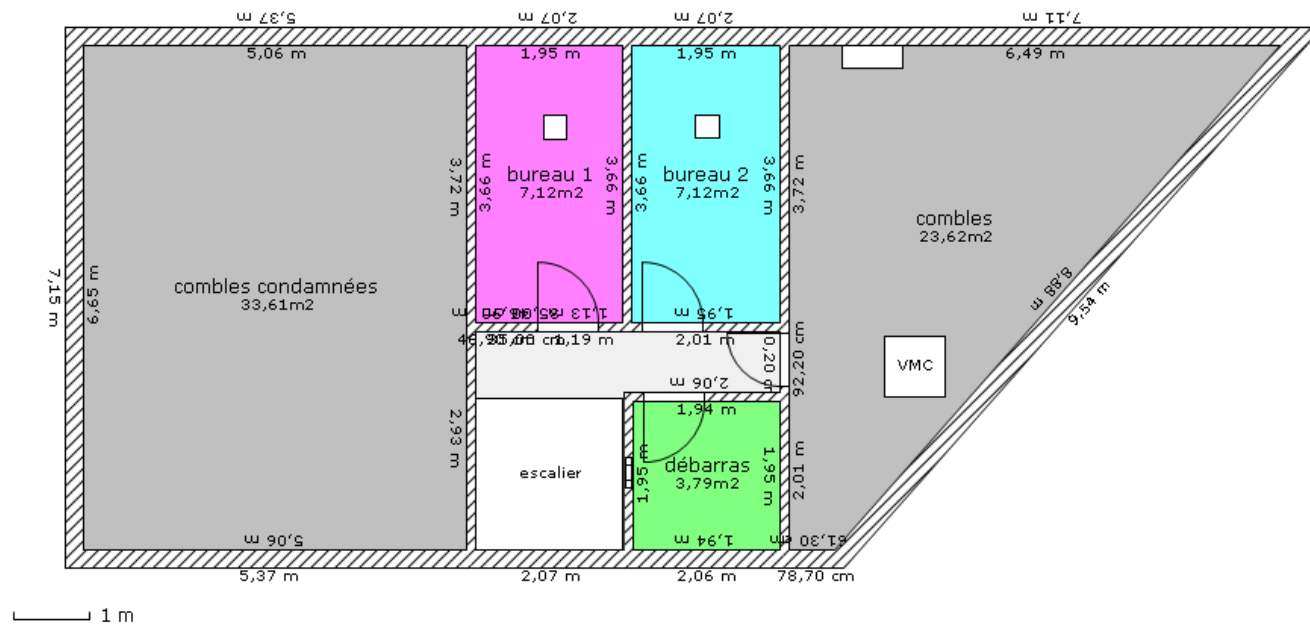 5,37 m
2,07 m
2,07 m
7,11 m
5,06 m
1,95 m
1,95 m
6,49 m
3,72 m
3,66 m
3,66 m
3,66 m
3,66 m
3,72 m
bureau 1
7,12m2
bureau 2
7,12m2
combles
23,62m2
7,15 m
6,65 m
combles condamnées
33,61m2
8,88 m
9,54 m
1,13 m
1,95 m
1,19 m
2,01 m
0,20 m
92,20 cm
VMC
2,06 m
1,94 m
2,93 m
escalier
1,95 m
débarras
3,79m2
1,95 m
2,01 m
5,06 m
1,94 m
61,30 cm
5,37 m
2,07 m
2,06 m
78,70 cm
1 m